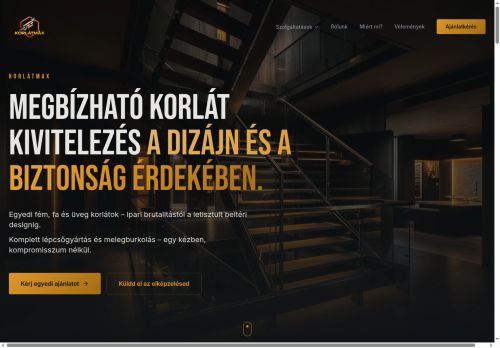 KORLÁTMAX
Szolgáltatások
Rólunk
Miért mi?
Vélemények
Ajánlatkérés
KORLÁTMAX
MEGBÍZHATÓ KORLÁT
KIVITELEZÉS A DIZÁJN ÉS A
BIZTONSÁG ÉRDEKÉBEN.
Egyedi fém, fa és üveg korlátok – ipari brutalitástól a letisztult beltéri
designig.
Komplett lépcsőgyártás és melegburkolás – egy kézben,
kompromisszum nélkül.
Kérj egyedi ajánlatot →
Küldd el az elképzelésed